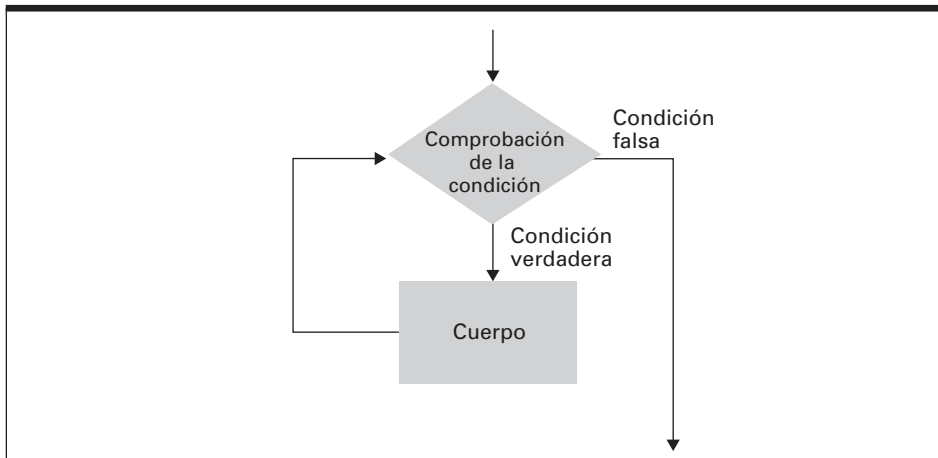 Comprobación
de la
condición
Condición
falsa
Condición
verdadera
Cuerpo